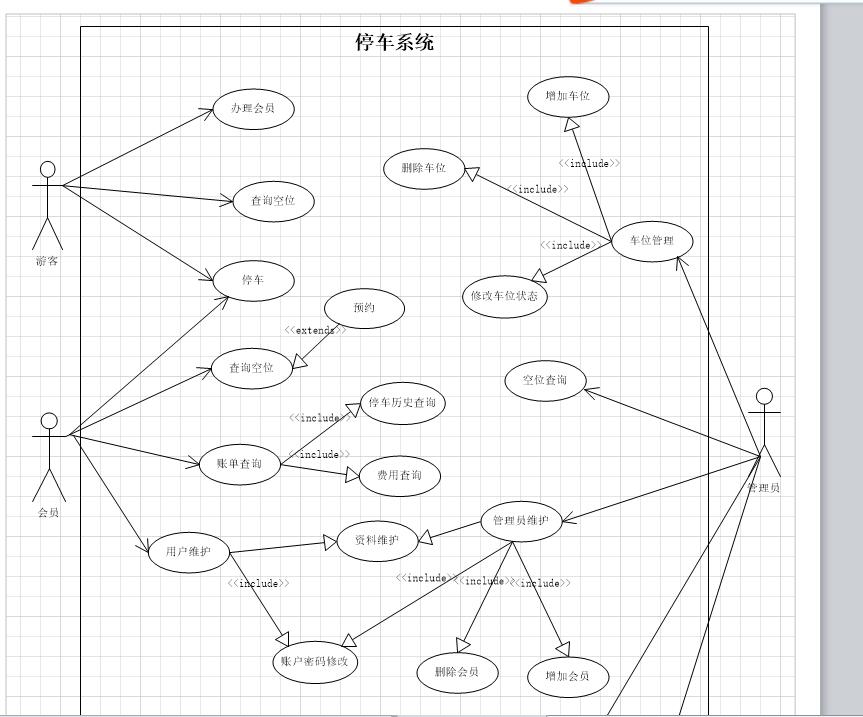 停车系统
增加车位
办理会员
<<include>>
删除车位
<<include>>
查询空位
车位管理
<<include>>
游客
停车
修改车位状态
预约
<<extends>>
查询空位
空位查询
停车历史查询
<<include>>
<<include>>
账单查询
费用查询
管理员
会员
管理员维护
资料维护
用户维护
<<include>>
<<include>>
<<include>>
<<include>>
账户密码修改
删除会员
增加会员